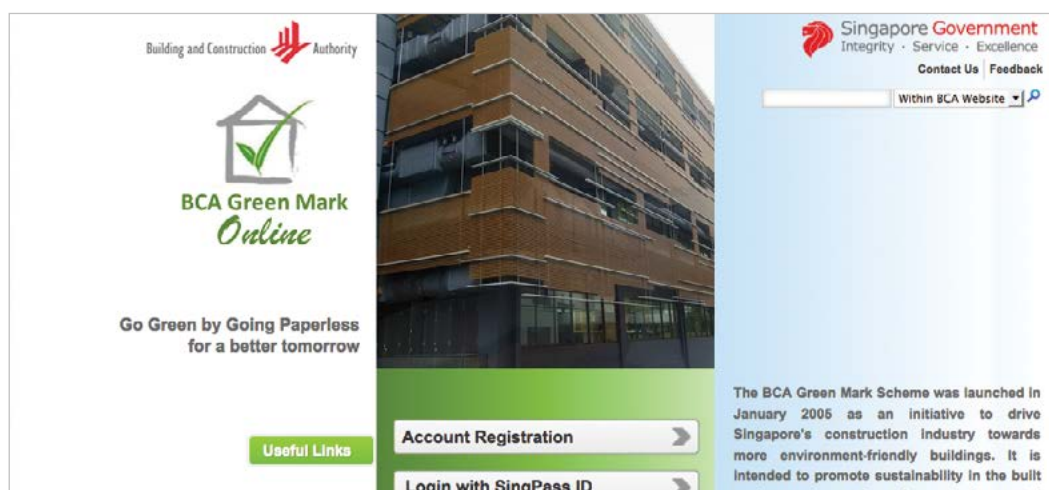 Building and Construction Authority
BCA Green Mark
Online
Go Green by Going Paperless
for a better tomorrow
Useful Links
Account Registration
Login with SingPass ID
Singapore Government
Integrity · Service · Excellence
Contact Us Feedback
Within BCA Website
The BCA Green Mark Scheme was launched in
January 2005 as an initiative to drive
Singapore's construction industry towards
more environment-friendly buildings. It is
intended to promote sustainability in the built